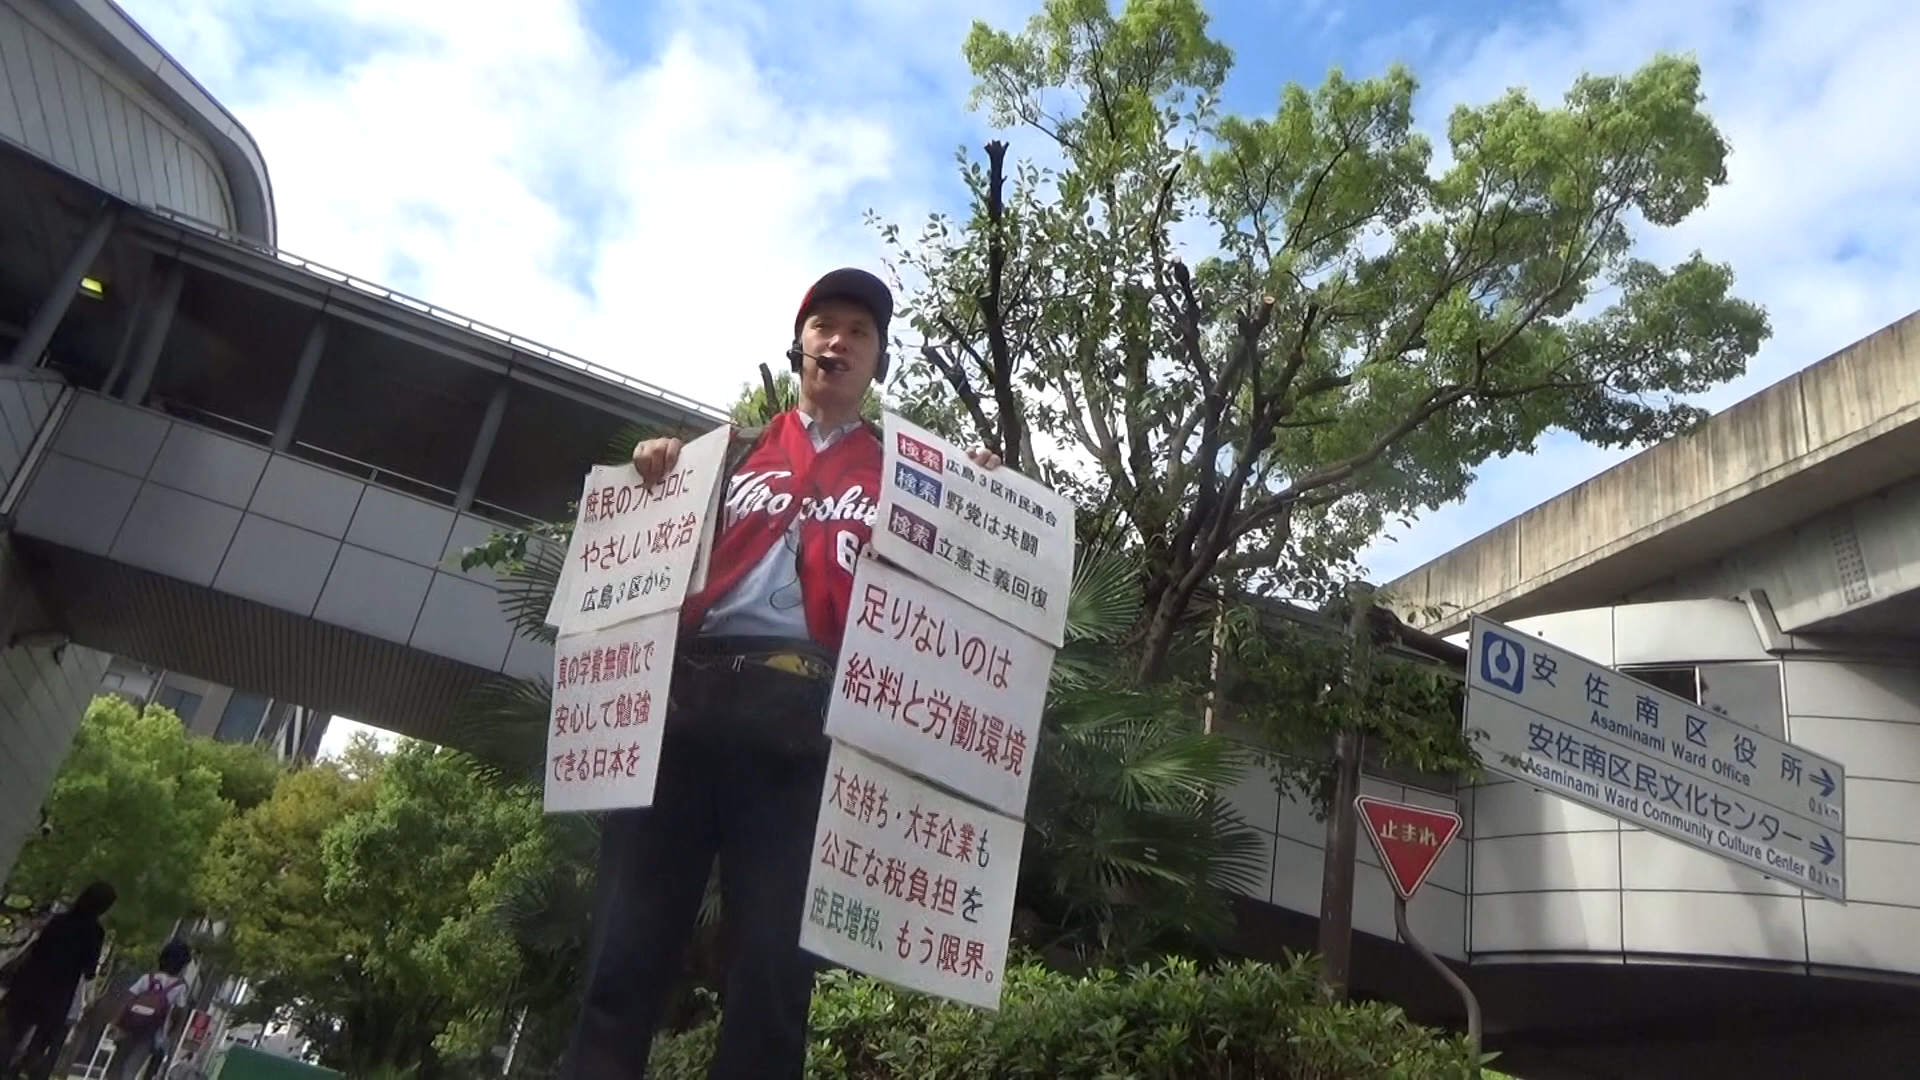 庶民のフトコロに
やさしい政治
広島3区から
真の学費無償化で
安心して勉強
できる日本を
Hiroshima
6
検索 広島3区市民連合
検索 野党は共闘
検索 立憲主義回復
足りないのは
給料と労働環境
大金持ち・大手企業も
公正な税負担を
庶民増税、もう限界。
安佐南区役所
Asaminami Ward Office
安佐南区民文化センター
Asaminami Ward Community Culture Center
止まれ